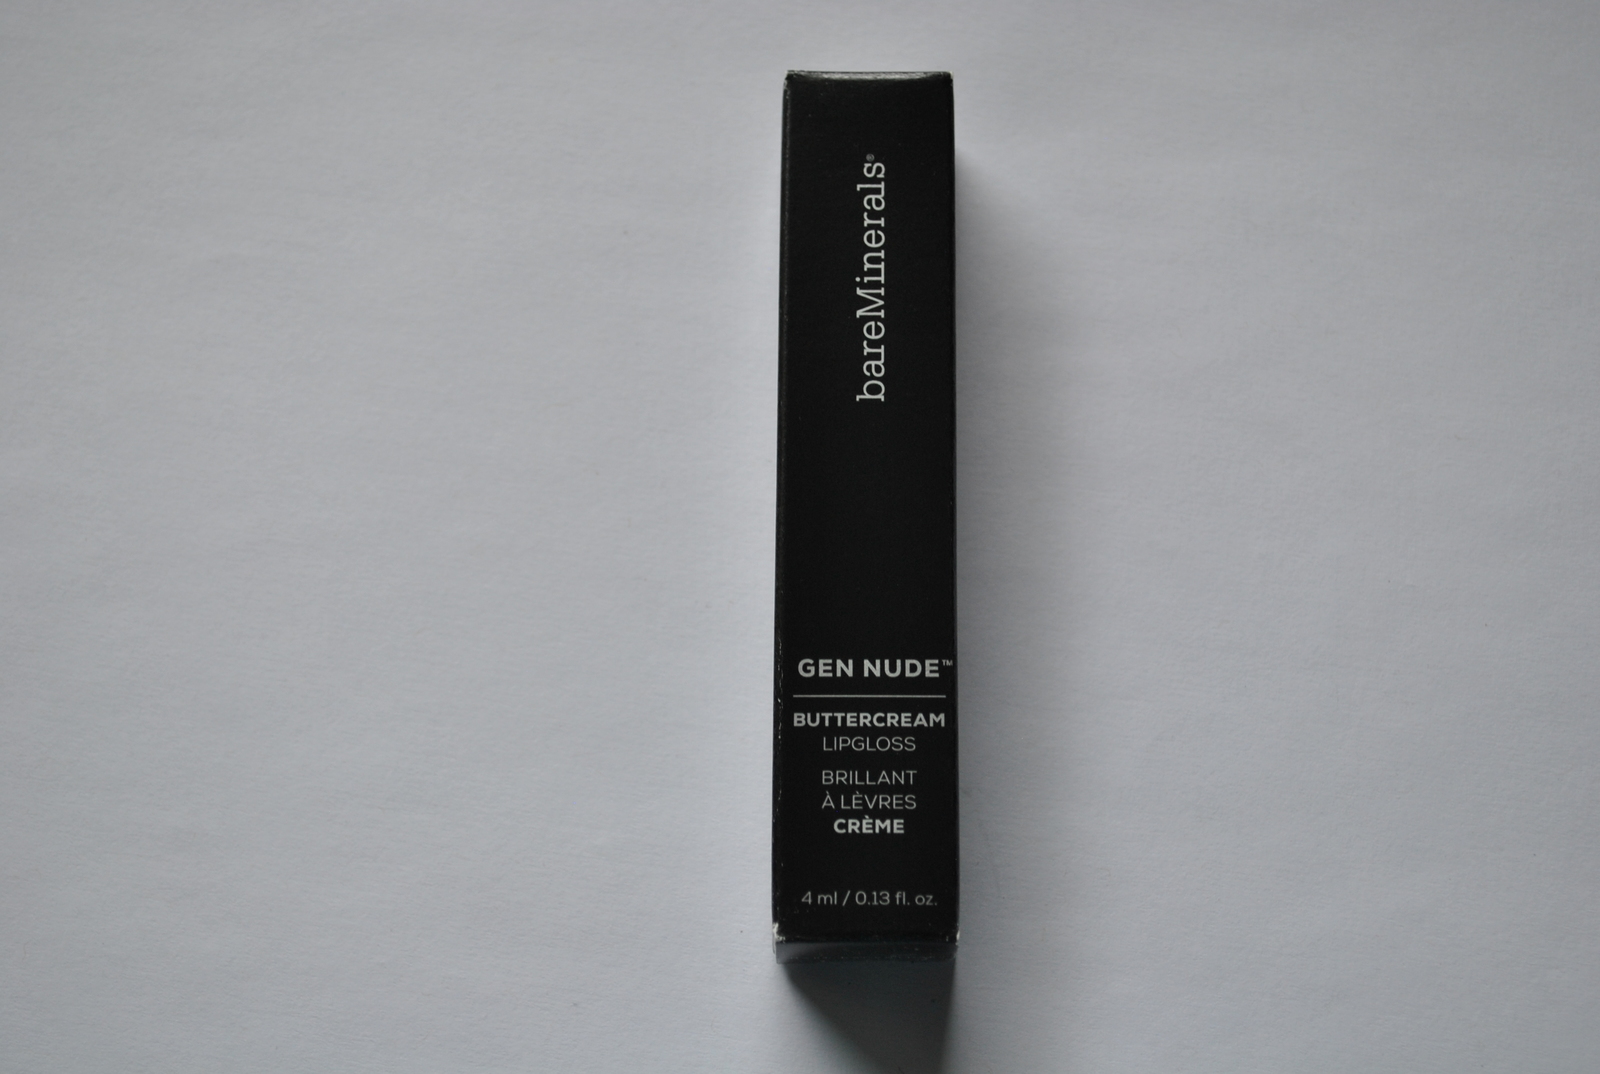 bareMinerals®
GEN NUDE™
BUTTERCREAM
LIPGLOSS
BRILLANT
À LÈVRES
CRÈME
4 ml / 0.13 fl. oz.